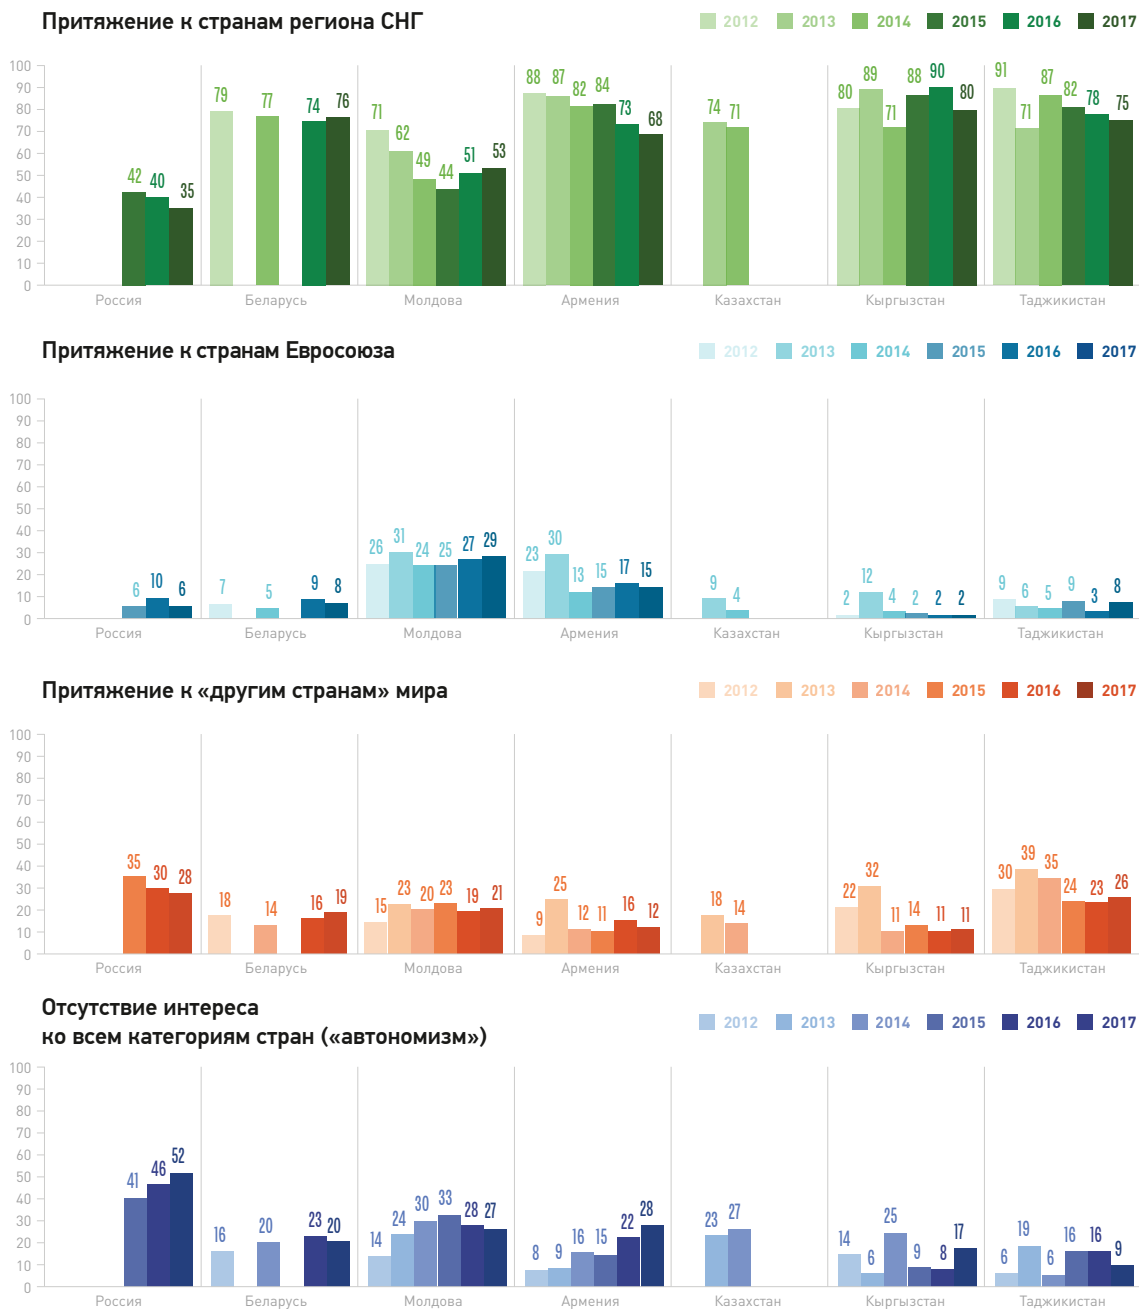 Притяжение к странам региона СНГ
2012 2013 2014 2015 2016 2017
100
90
80
70
60
50
40
30
20
10
0
42 40 35
79 77 74 76
71 62 49 44 51 53
88 87 82 84 73 68
74 71
80 89 71 88 90 80
91 71 87 82 78 75
Россия Беларусь Молдова Армения Казахстан Кыргызстан Таджикистан
Притяжение к странам Евросоюза
2012 2013 2014 2015 2016 2017
100
90
80
70
60
50
40
30
20
10
0
6 10 6
7 5 9 8
26 31 24 25 27 29
23 30 13 15 17 15
9 4
2 12 4 2 2 2
9 6 5 9 3 8
Россия Беларусь Молдова Армения Казахстан Кыргызстан Таджикистан
Притяжение к «другим странам» мира
2012 2013 2014 2015 2016 2017
100
90
80
70
60
50
40
30
20
10
0
35 30 28
18 14 16 19
15 23 20 23 19 21
9 25 12 11 16 12
18 14
22 32 11 14 11 11
30 39 35 24 23 26
Россия Беларусь Молдова Армения Казахстан Кыргызстан Таджикистан
Отсутствие интереса
ко всем категориям стран («автономизм»)
2012 2013 2014 2015 2016 2017
100
90
80
70
60
50
40
30
20
10
0
41 46 52
16 20 23 20
14 24 30 33 28 27
8 9 16 15 22 28
23 27
14 6 25 9 8 17
6 19 6 16 16 9
Россия Беларусь Молдова Армения Казахстан Кыргызстан Таджикистан